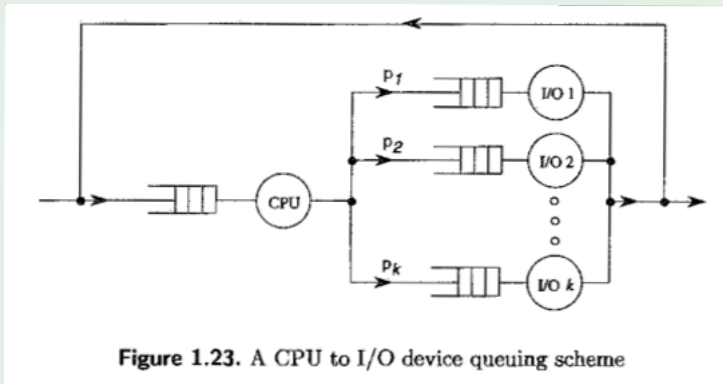 p1
I/O 1
p2
I/O 2
CPU
pk
I/O k
Figure 1.23. A CPU to I/O device queuing scheme